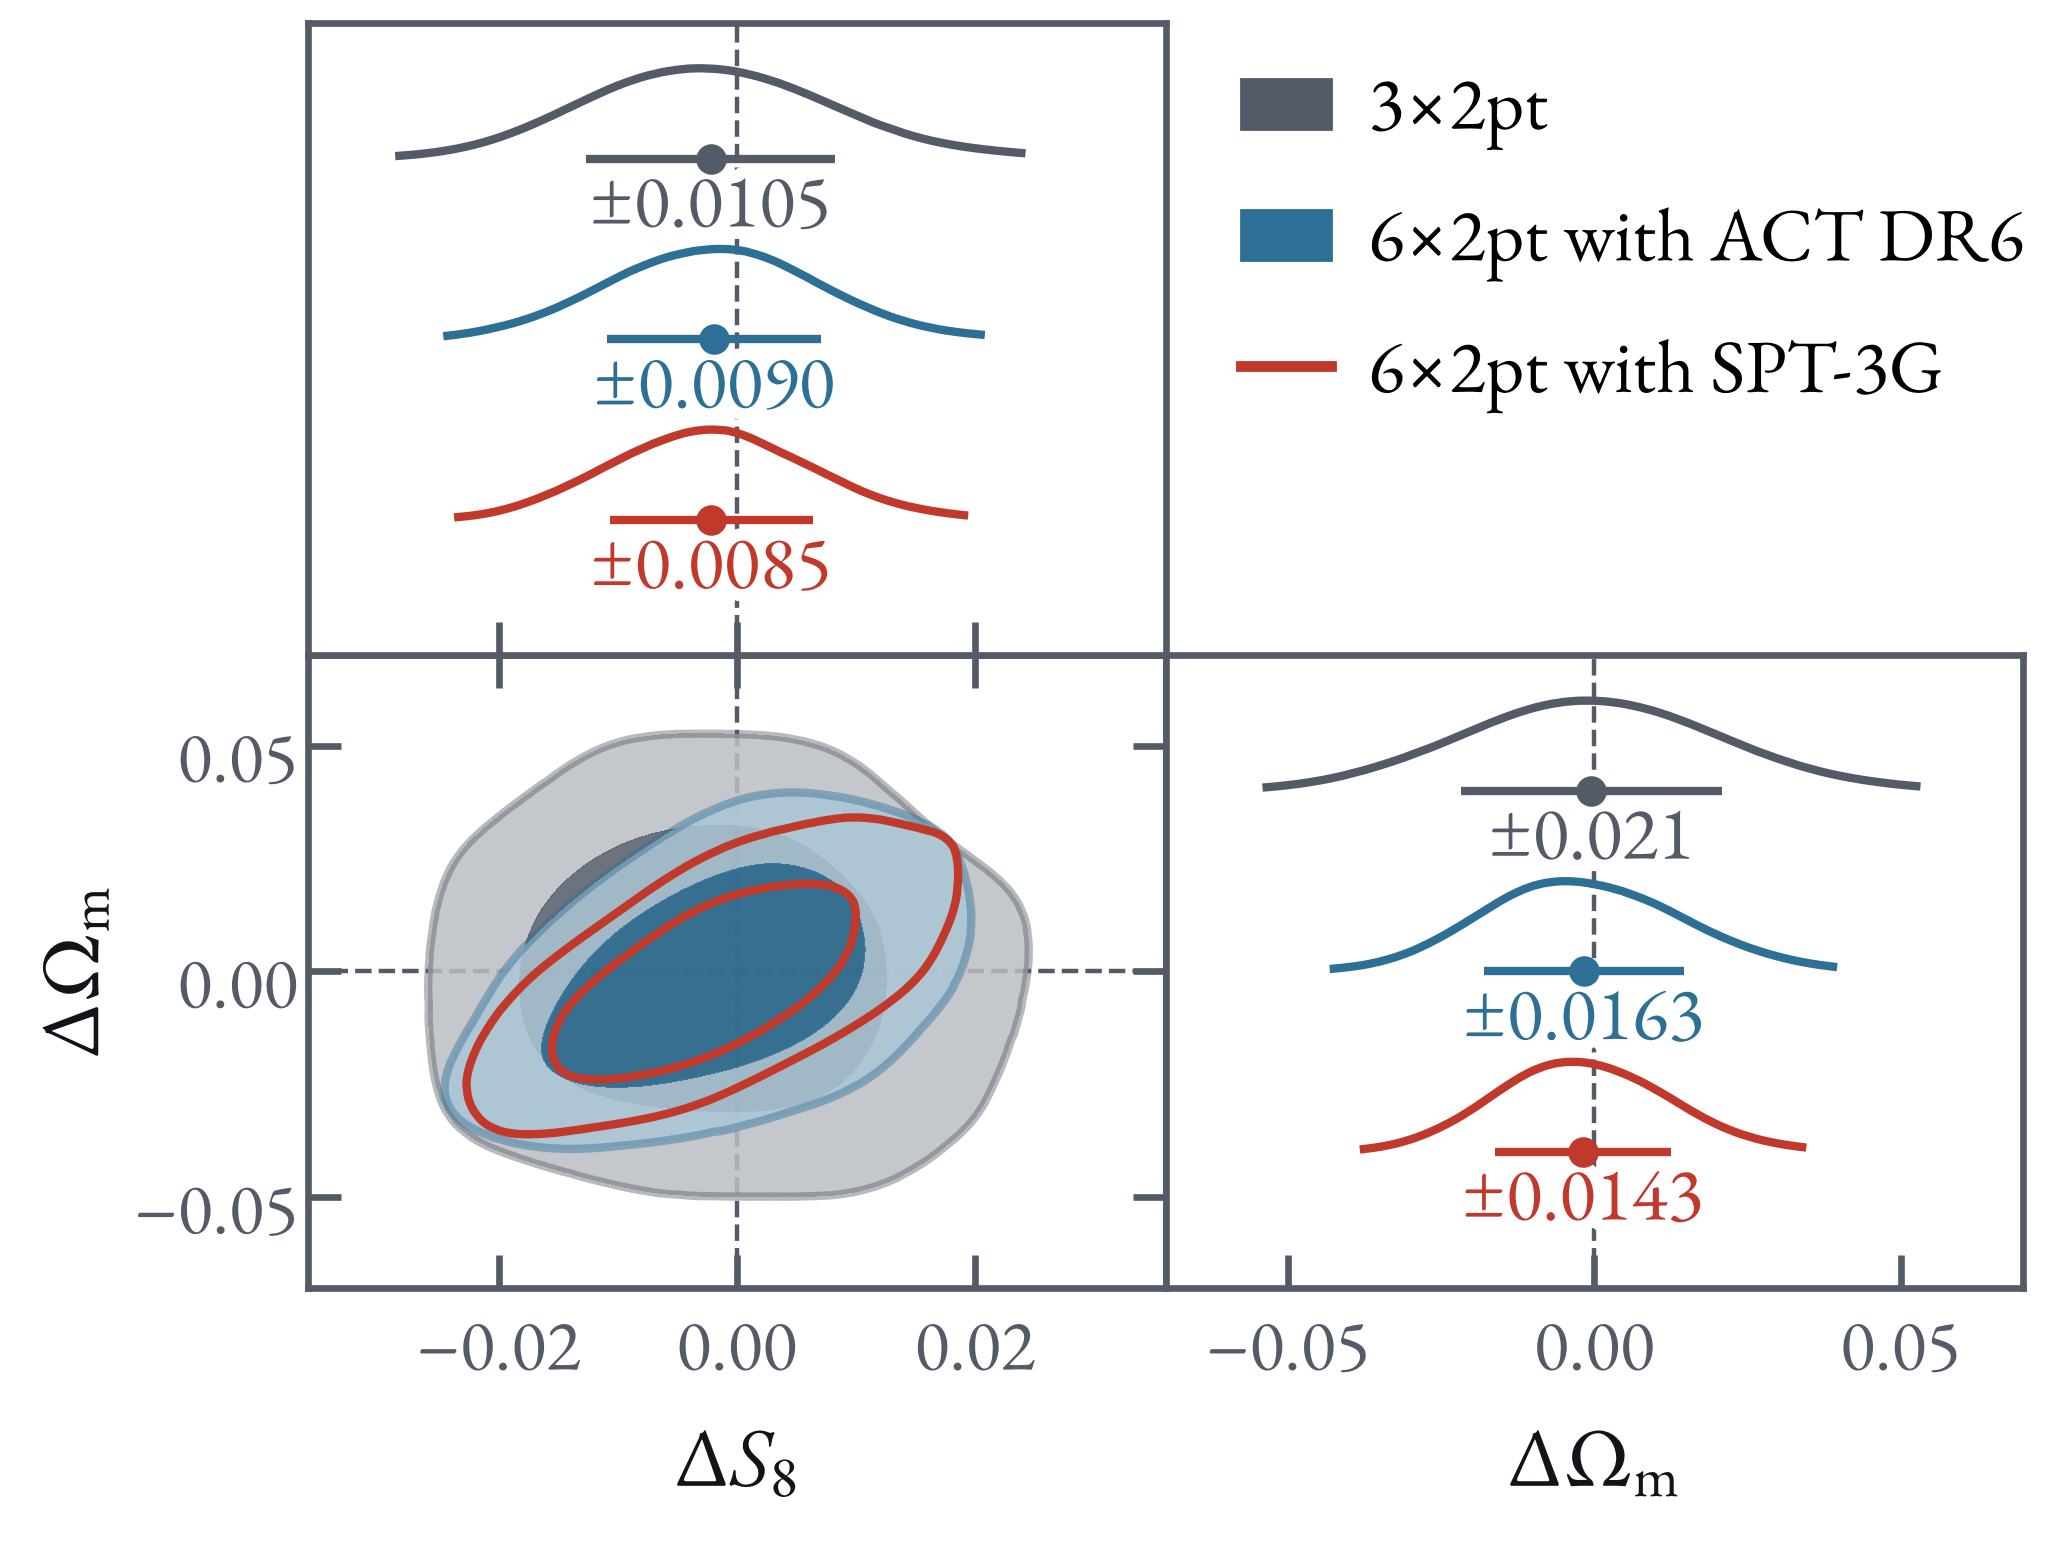 3×2pt
6×2pt with ACT DR6
6×2pt with SPT-3G
±0.0105
±0.0090
±0.0085
0.05
0.00
−0.05
ΔΩm
±0.021
±0.0163
±0.0143
−0.02 0.00 0.02
−0.05 0.00 0.05
ΔS8
ΔΩm